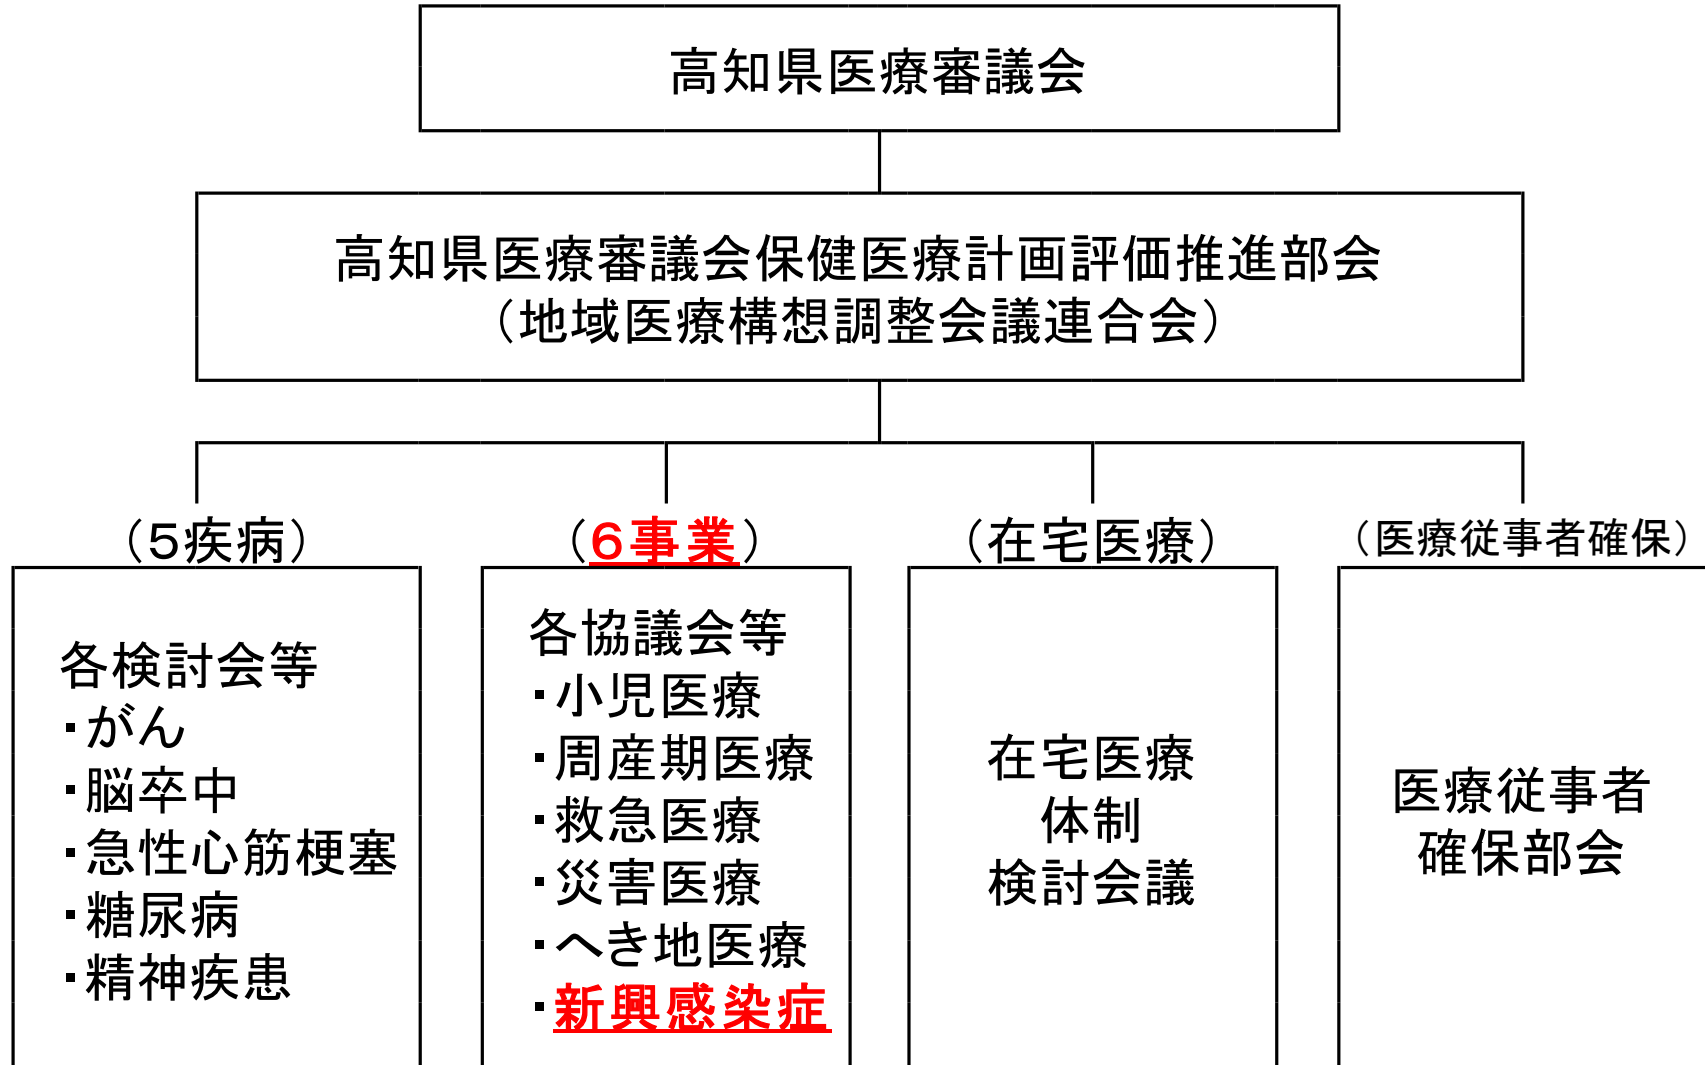 高知県医療審議会
高知県医療審議会保健医療計画評価推進部会
（地域医療構想調整会議連合会）
（５疾病）
各検討会等
・がん
・脳卒中
・急性心筋梗塞
・糖尿病
・精神疾患
（６事業）
各協議会等
・小児医療
・周産期医療
・救急医療
・災害医療
・へき地医療
・新興感染症
（在宅医療）
在宅医療
体制
検討会議
（医療従事者確保）
医療従事者
確保部会